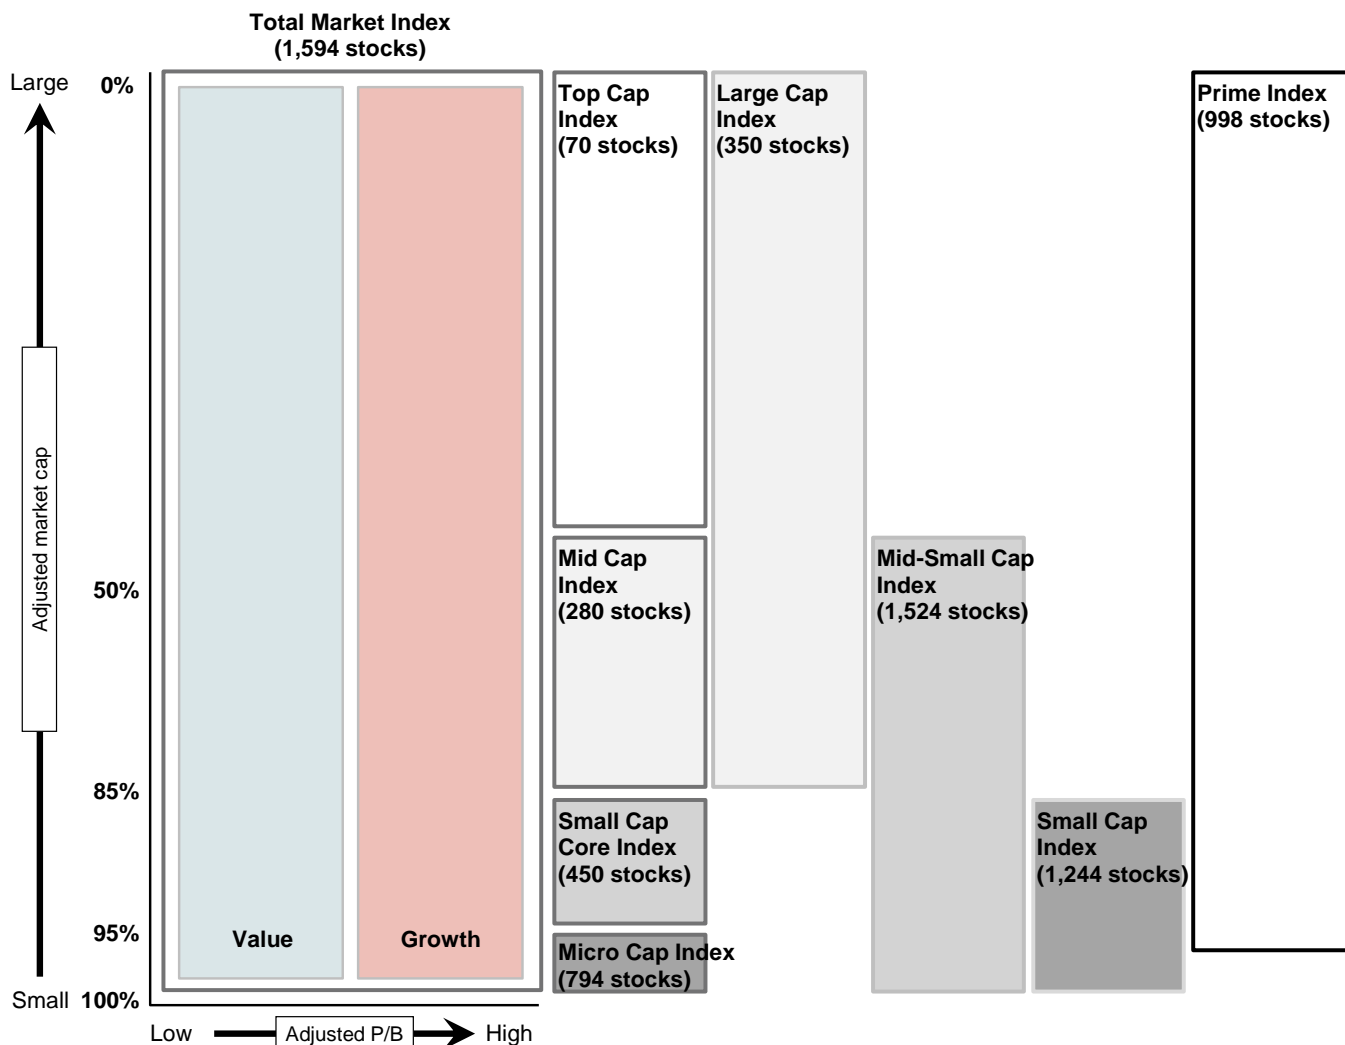 Total Market Index
(1,594 stocks)
Large
0%
Top Cap
Index
(70 stocks)
Large Cap
Index
(350 stocks)
Prime Index
(998 stocks)
Adjusted market cap
50%
Mid Cap
Index
(280 stocks)
Mid-Small Cap
Index
(1,524 stocks)
85%
Small Cap
Core Index
(450 stocks)
Small Cap
Index
(1,244 stocks)
95%
Value
Growth
Micro Cap Index
(794 stocks)
Small
100%
Low
Adjusted P/B
High